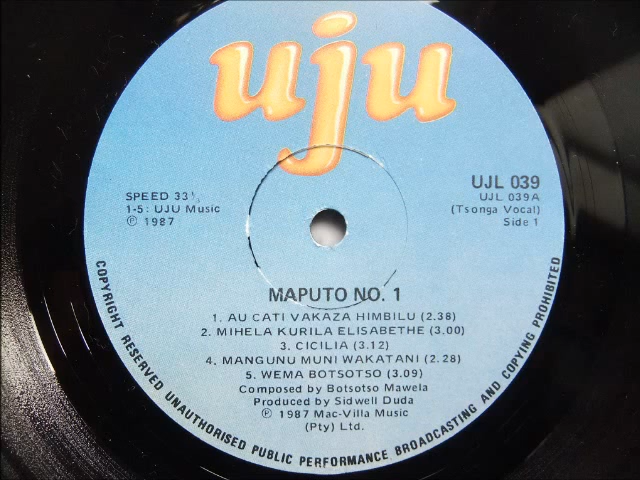 uju
SPEED 33⅓
1-5: UJU Music
℗ 1987
UJL 039
UJL 039A
(Tsonga Vocal)
Side 1
MAPUTO NO. 1
1. AU CATI VAKAZA HIMBILU (2.38)
2. MIHELA KURILA ELISABETHE (3.00)
3. CICILIA (3.12)
4. MANGUNU MUNI WAKATANI (2.28)
5. WEMA BOTSOTSO (3.09)
Composed by Botsotso Mawela
Produced by Sidwell Duda
℗ 1987 Mac-Villa Music
(Pty) Ltd.
COPYRIGHT RESERVED UNAUTHORISED PUBLIC PERFORMANCE BROADCASTING AND COPYING PROHIBITED